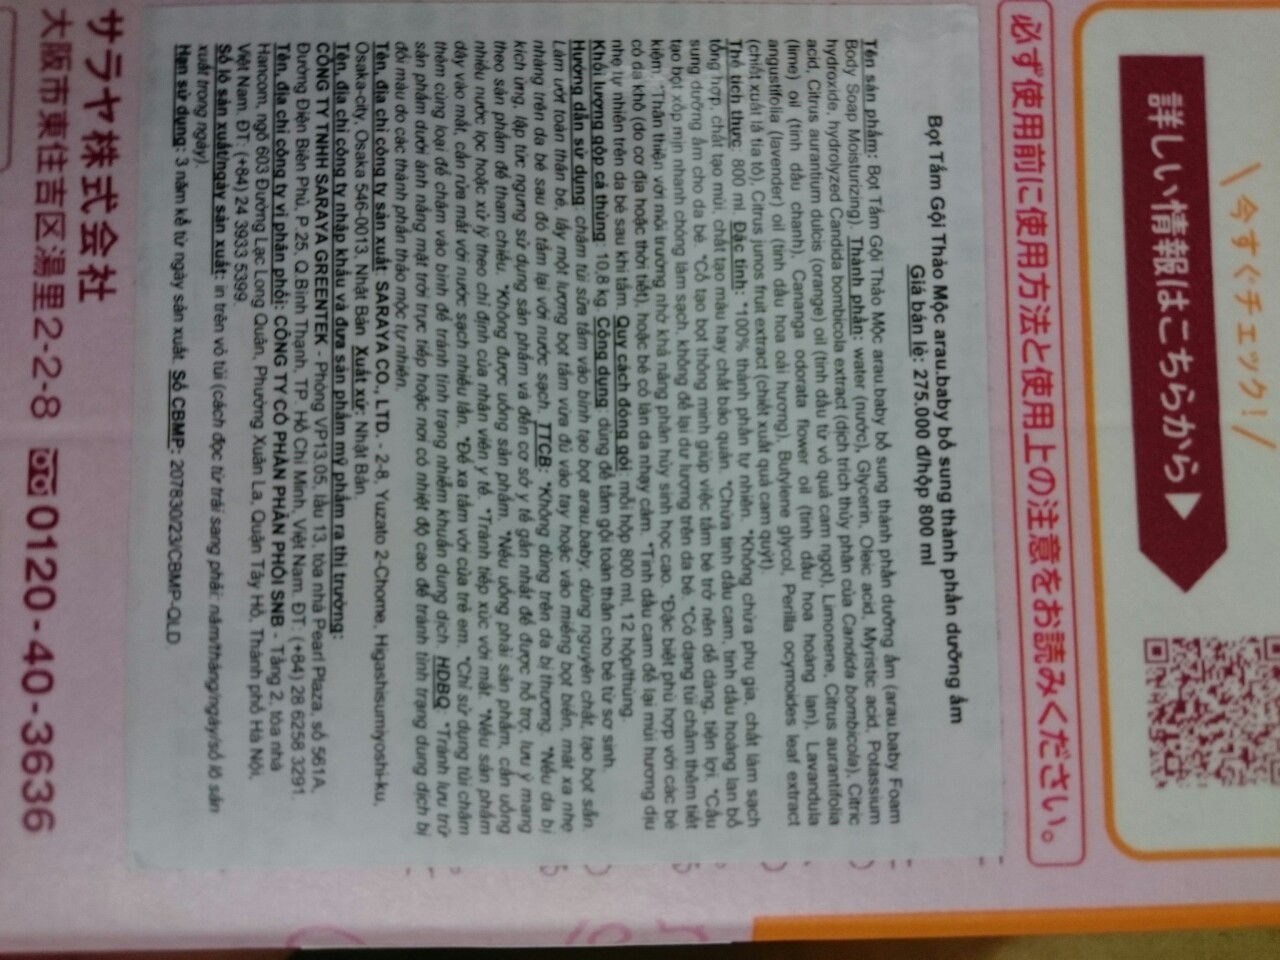 必ず使用前に使用方法と使用上の注意をお読みください。
今すぐチェック!
詳しい情報はこちらから▶
Bọt Tắm Gội Thảo Mộc arau.baby bổ sung thành phần dưỡng ẩm
Giá bán lẻ: 275.000 đ/hộp 800 ml
Tên sản phẩm: Bọt Tắm Gội Thảo Mộc arau.baby bổ sung thành phần dưỡng ẩm (arau.baby Foam
Body Soap Moisturizing). Thành phần: water (nước), Glycerin, Oleic acid, Myristic acid, Potassium
hydroxide, hydrolyzed Candida bombicola extract (dịch trích thủy phân của Candida bombicola), Citric
acid, Citrus aurantium dulcis (orange) oil (tinh dầu từ vỏ quả cam ngọt), Limonene, Citrus aurantifolia
(lime) oil (tinh dầu chanh), Cananga odorata flower oil (tinh dầu hoa hoàng lan), Lavandula
angustifolia (lavender) oil (tinh dầu hoa oải hương), Butylene glycol, Perilla ocymoides leaf extract
(chiết xuất lá tía tô), Citrus junos fruit extract (chiết xuất quả cam quýt).
Thể tích thực: 800 ml. Đặc tính: *100% thành phần tự nhiên. *Không chứa phụ gia, chất làm sạch
tổng hợp, chất tạo mùi, chất tạo màu hay chất bảo quản. *Chứa tinh dầu cam, tinh dầu hoàng lan bổ
sung dưỡng ẩm cho da bé. *Cổ tạo bọt thông minh giúp việc tắm bé trở nên dễ dàng, tiện lợi. *Cấu
tạo bọt xốp mịn nhanh chóng làm sạch, không để lại dư lượng trên da bé. *Có dạng túi châm thêm tiết
kiệm. *Thân thiện với môi trường nhờ khả năng phân hủy sinh học cao. *Đặc biệt phù hợp với các bé
có da khô (do cơ địa hoặc thời tiết), hoặc bé có làn da nhạy cảm. *Tinh dầu cam để lại mùi hương dịu
nhẹ tự nhiên trên da bé sau khi tắm. Quy cách đóng gói: mỗi hộp 800 ml, 12 hộp/thùng.
Khối lượng gộp cả thùng: 10,8 kg. Công dụng: dùng để tắm gội toàn thân cho bé từ sơ sinh.
Hướng dẫn sử dụng: châm túi sữa tắm vào bình tạo bọt arau.baby, dùng nguyên chất, tạo bọt sẵn.
Làm ướt toàn thân bé, lấy một lượng bọt tắm vừa đủ vào tay hoặc vào miếng bọt biển, mát xa nhẹ
nhàng trên da bé sau đó tắm lại với nước sạch. TTCB: *Không dùng trên da bị thương. *Nếu da bị
kích ứng, lập tức ngưng sử dụng sản phẩm và đến cơ sở y tế gần nhất để được hỗ trợ, lưu ý mang
theo sản phẩm để tham chiếu. *Không được uống sản phẩm. *Nếu uống phải sản phẩm, cần uống
nhiều nước lọc hoặc xử lý theo chỉ định của nhân viên y tế. *Tránh tiếp xúc với mắt. *Nếu sản phẩm
dây vào mắt, cần rửa mắt với nước sạch nhiều lần. *Để xa tầm với của trẻ em. *Chỉ sử dụng túi châm
thêm cùng loại để châm vào bình để tránh tình trạng nhiễm khuẩn dung dịch. HDBQ: *Tránh lưu trữ
sản phẩm dưới ánh nắng mặt trời trực tiếp hoặc nơi có nhiệt độ cao để tránh tình trạng dung dịch bị
đổi màu do các thành phần thảo mộc tự nhiên.
Tên, địa chỉ công ty sản xuất: SARAYA CO., LTD. - 2-8, Yuzato 2-Chome, Higashisumiyoshi-ku,
Osaka-city, Osaka 546-0013, Nhật Bản. Xuất xứ: Nhật Bản.
Tên, địa chỉ công ty nhập khẩu và đưa sản phẩm mỹ phẩm ra thị trường:
CÔNG TY TNHH SARAYA GREENTEK - Phòng VP13.05, lầu 13, tòa nhà Pearl Plaza, số 561A,
Đường Điện Biên Phủ, P.25, Q.Bình Thạnh, TP. Hồ Chí Minh, Việt Nam. ĐT: (+84) 28 6258 3291.
Tên, địa chỉ công ty vị phân phối: CÔNG TY CỔ PHẦN PHÂN PHỐI SNB - Tầng 2, tòa nhà
Hancom, ngõ 603 Đường Lạc Long Quân, Phường Xuân La, Quận Tây Hồ, Thành phố Hà Nội,
Việt Nam. ĐT: (+84) 24 3933 5399.
Số lô sản xuất/ngày sản xuất: in trên vỏ túi (cách đọc từ trái sang phải: năm/tháng/ngày/số lô sản
xuất trong ngày).
Hạn sử dụng: 3 năm kể từ ngày sản xuất. Số CBMP: 207830/23/CBMP-QLD
サラヤ株式会社
大阪市東住吉区湯里2-2-8 0120-40-3636